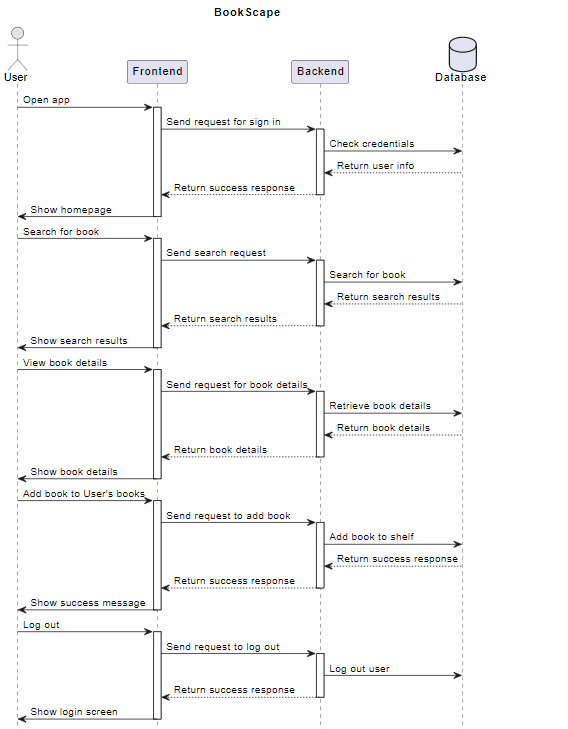 BookScape
User
Frontend
Backend
Database
Open app
Send request for sign in
Check credentials
Return user info
Return success response
Show homepage
Search for book
Send search request
Search for book
Return search results
Return search results
Show search results
View book details
Send request for book details
Retrieve book details
Return book details
Return book details
Show book details
Add book to User's books
Send request to add book
Add book to shelf
Return success response
Return success response
Show success message
Log out
Send request to log out
Log out user
Return success response
Show login screen